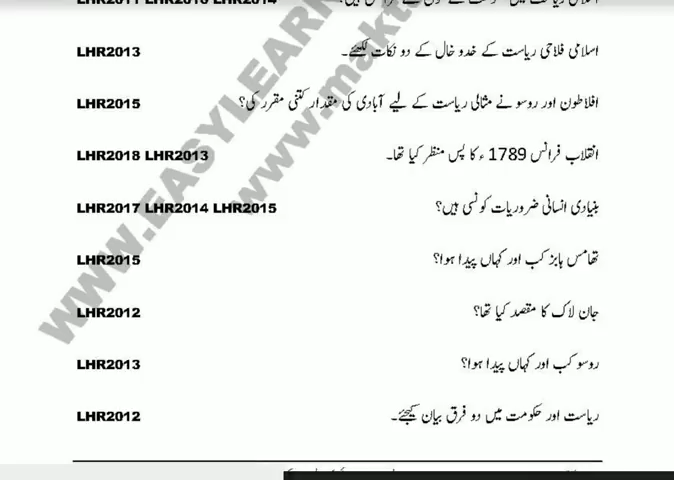 اسلامی فلاحی ریاست کے خدوخال کے دو نکات لکھئے۔ LHR2013
افلاطون اور روسو نے مثالی ریاست کے لیے آبادی کی مقدار کتنی مقرر کی؟ LHR2015
انقلاب فرانس 1789ء کا پس منظر کیا تھا۔ LHR2018 LHR2013
بنیادی انسانی ضروریات کونسی ہیں؟ LHR2017 LHR2014 LHR2015
تھامس ہابز کب اور کہاں پیدا ہوا؟ LHR2015
جان لاک کا مقصد کیا تھا؟ LHR2012
روسو کب اور کہاں پیدا ہوا؟ LHR2013
ریاست اور حکومت میں دو فرق بیان کیجئے۔ LHR2012
WWW.EASYLEARN
www.makta